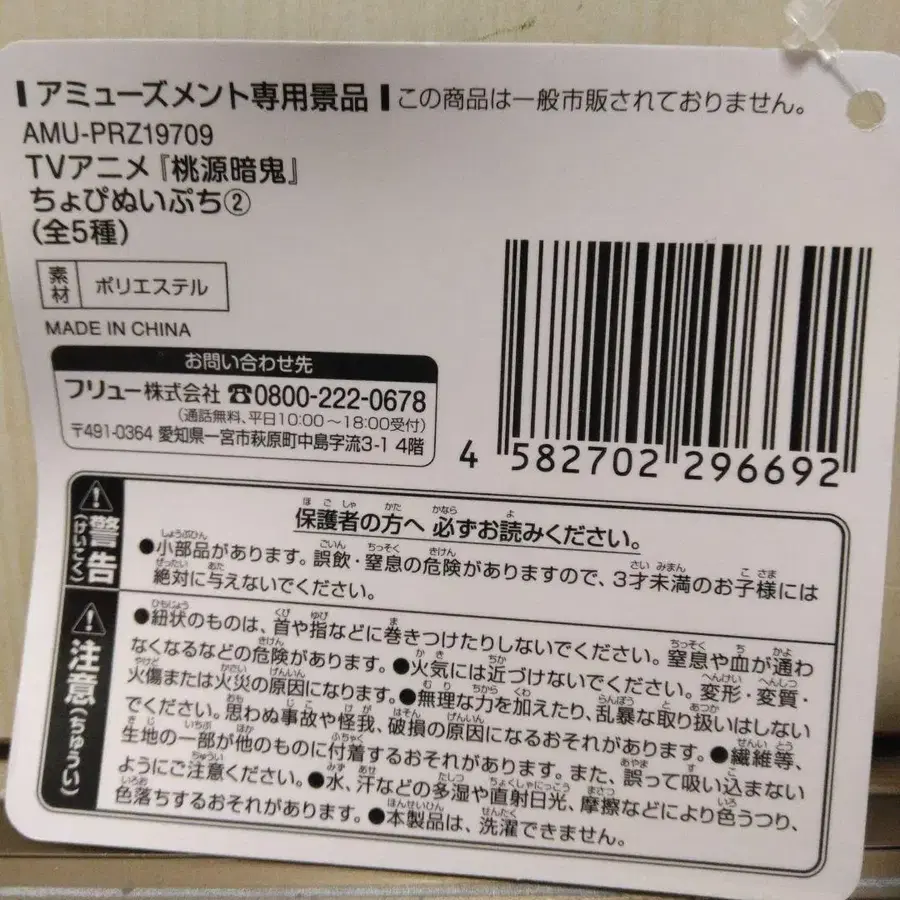 アミューズメント専用景品 この商品は一般市販されておりません。
AMU-PRZ19709
TVアニメ『桃源暗鬼』
ちょぴぬいぷち②
(全5種)
素材 ポリエステル
MADE IN CHINA
お問い合わせ先
フリュー株式会社 ☎0800-222-0678
(通話無料、平日10:00～18:00受付)
〒491-0364 愛知県一宮市萩原町中島字流3-1 4階
4 582702 296692
警告(けいこく)
保護者の方へ 必ずお読みください。
●小部品があります。誤飲・窒息の危険がありますので、3才未満のお子様には
絶対に与えないでください。
注意(ちゅうい)
●紐状のものは、首や指などに巻きつけたりしないでください。窒息や血が通わ
なくなるなどの危険があります。●火気には近づけないでください。変形・変質・
火傷または火災の原因になります。●無理な力を加えたり、乱暴な取り扱いはしない
でください。思わぬ事故や怪我、破損の原因になるおそれがあります。●繊維等、
生地の一部が他のものに付着するおそれがあります。また、誤って吸い込まない
ようにご注意ください。●水、汗などの多湿や直射日光、摩擦などにより色うつり、
色落ちするおそれがあります。●本製品は、洗濯できません。